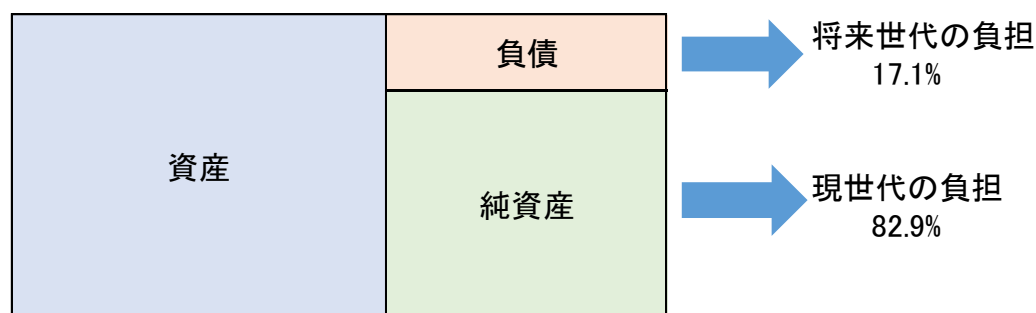 資産
負債
純資産
将来世代の負担
17.1%
現世代の負担
82.9%